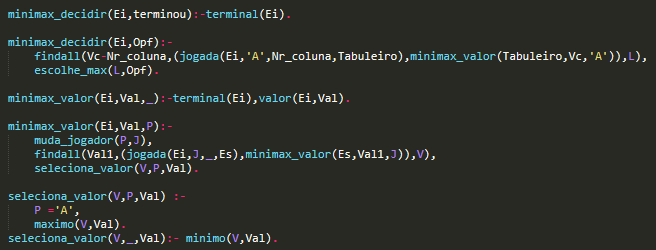 minimax_decidir(Ei,terminou):-terminal(Ei).
minimax_decidir(Ei,Opf):-
findall(Vc-Nr_coluna,(jogada(Ei,'A',Nr_coluna,Tabuleiro),minimax_valor(Tabuleiro,Vc,'A')),L),
escolhe_max(L,Opf).
minimax_valor(Ei,Val,_):-terminal(Ei),valor(Ei,Val).
minimax_valor(Ei,Val,P):-
muda_jogador(P,J),
findall(Val1,(jogada(Ei,J,_,Es),minimax_valor(Es,Val1,J)),V),
seleciona_valor(V,P,Val).
seleciona_valor(V,P,Val) :-
P ='A',
maximo(V,Val).
seleciona_valor(V,_,Val):- minimo(V,Val).